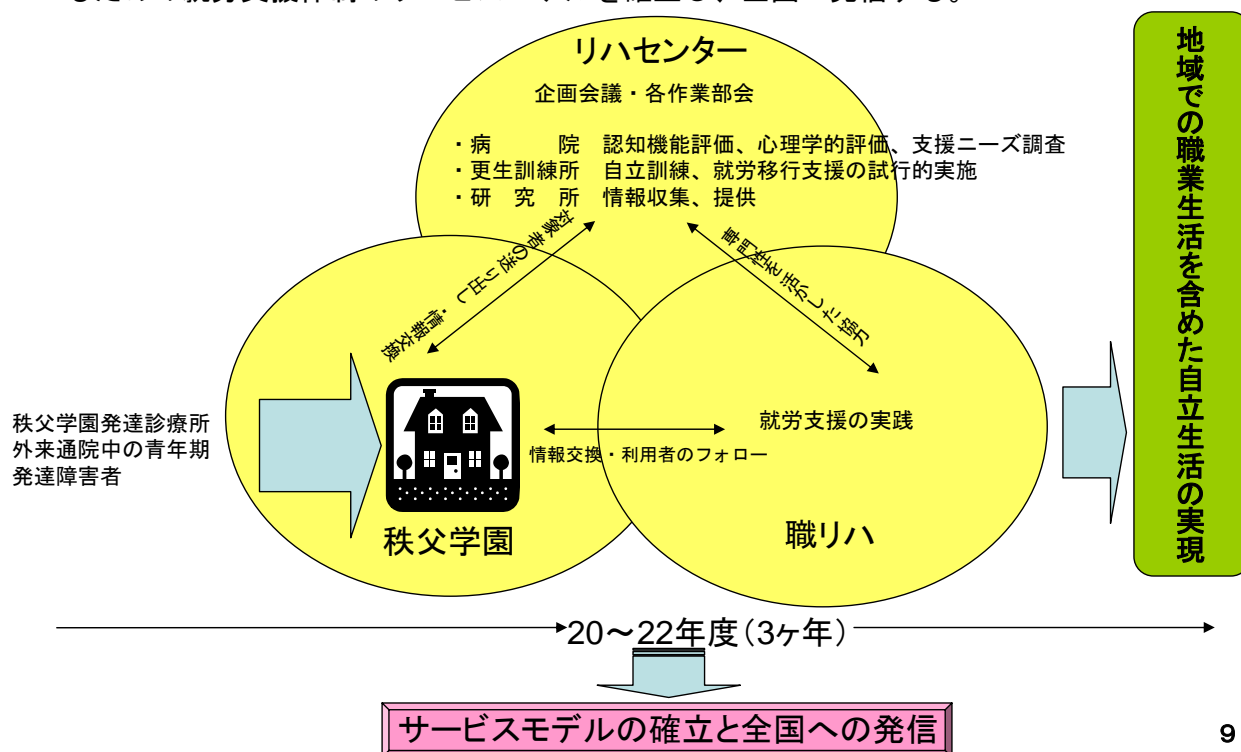 リハセンター
企画会議・各作業部会
・病　　院　認知機能評価、心理学的評価、支援ニーズ調査
・更生訓練所　自立訓練、就労移行支援の試行的実施
・研　究　所　情報収集、提供
対象者の送り出し・情報交換
専門性を活かした協力
秩父学園発達診療所
外来通院中の青年期
発達障害者
就労支援の実践
情報交換・利用者のフォロー
秩父学園
職リハ
地域での職業生活を含めた自立生活の実現
20～22年度(3ヶ年)
サービスモデルの確立と全国への発信
9